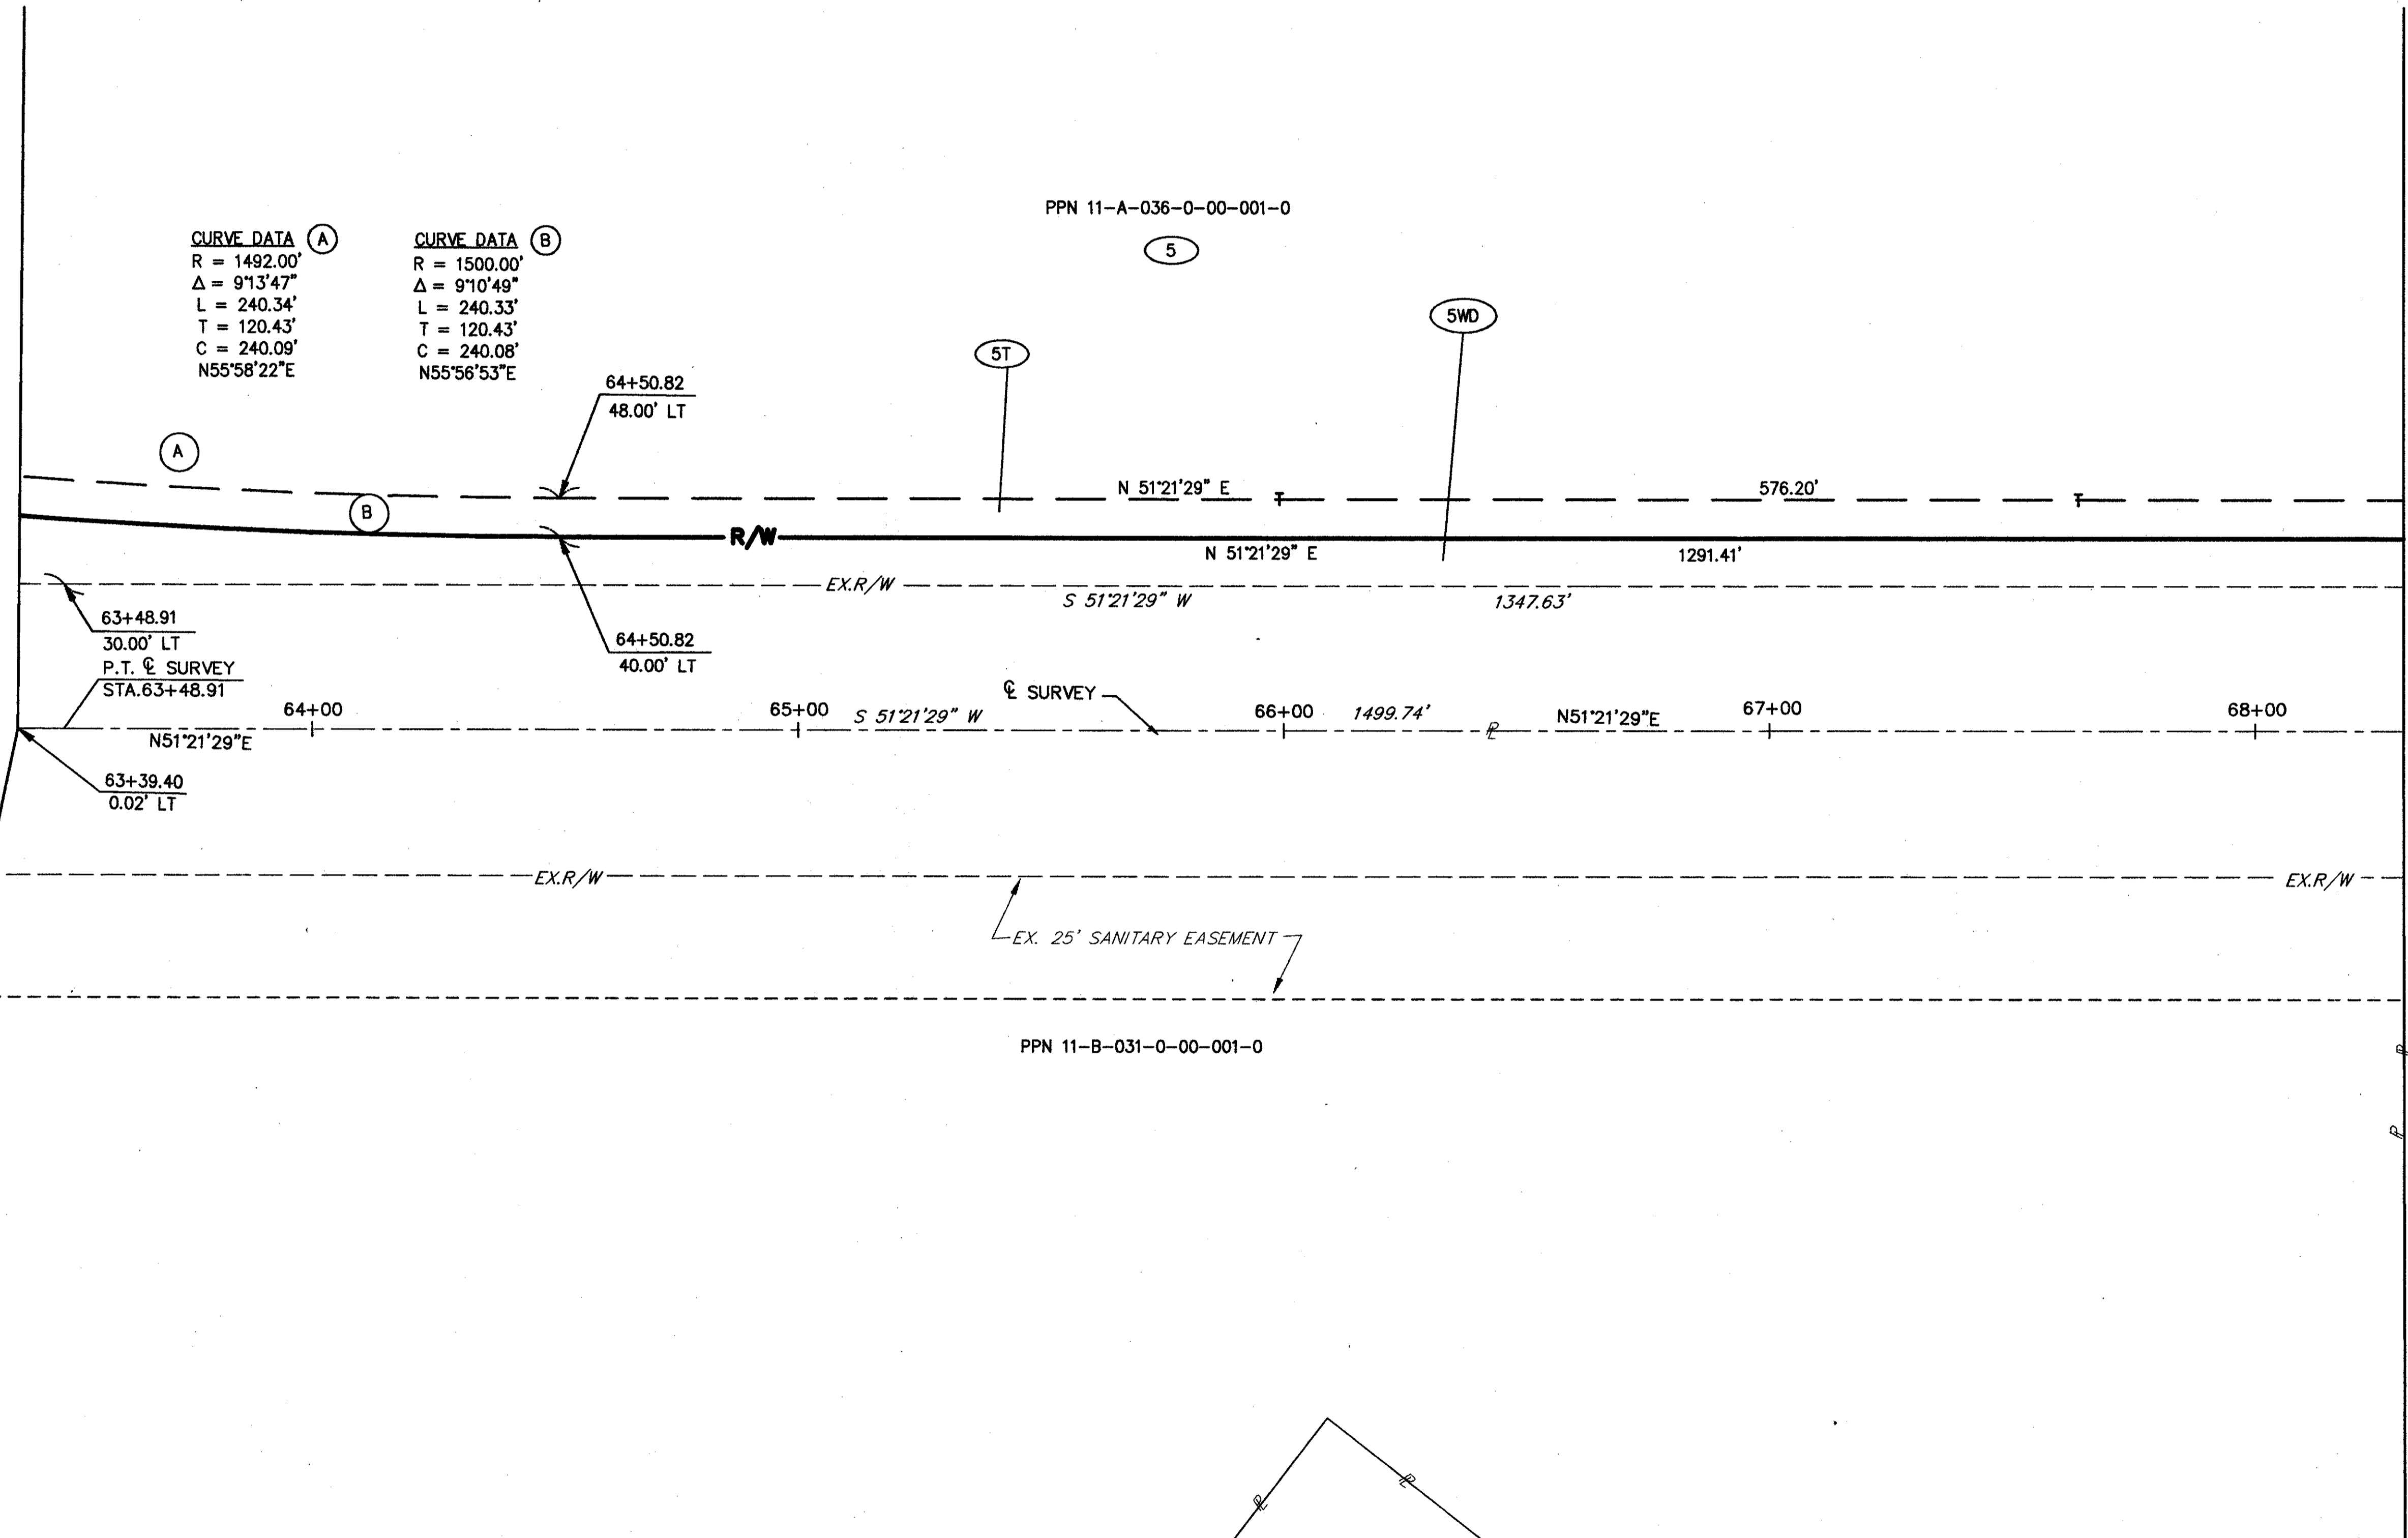 PPN 11-A-036-0-00-001-0
5
CURVE DATA A
R = 1492.00'
Δ = 9°13'47"
L = 240.34'
T = 120.43'
C = 240.09'
N55°58'22"E
CURVE DATA B
R = 1500.00'
Δ = 9°10'49"
L = 240.33'
T = 120.43'
C = 240.08'
N55°56'53"E
5WD
5T
64+50.82
48.00' LT
A
N 51°21'29" E
T
576.20'
T
B
R/W
N 51°21'29" E
1291.41'
EX.R/W
S 51°21'29" W
1347.63'
63+48.91
30.00' LT
P.T. ℄ SURVEY
STA.63+48.91
64+50.82
40.00' LT
℄ SURVEY
64+00
65+00
S 51°21'29" W
66+00
1499.74'
N51°21'29"E
67+00
68+00
N51°21'29"E
PL
63+39.40
0.02' LT
EX.R/W
EX.R/W
EX. 25' SANITARY EASEMENT
PPN 11-B-031-0-00-001-0
PL
PL
PL
PL